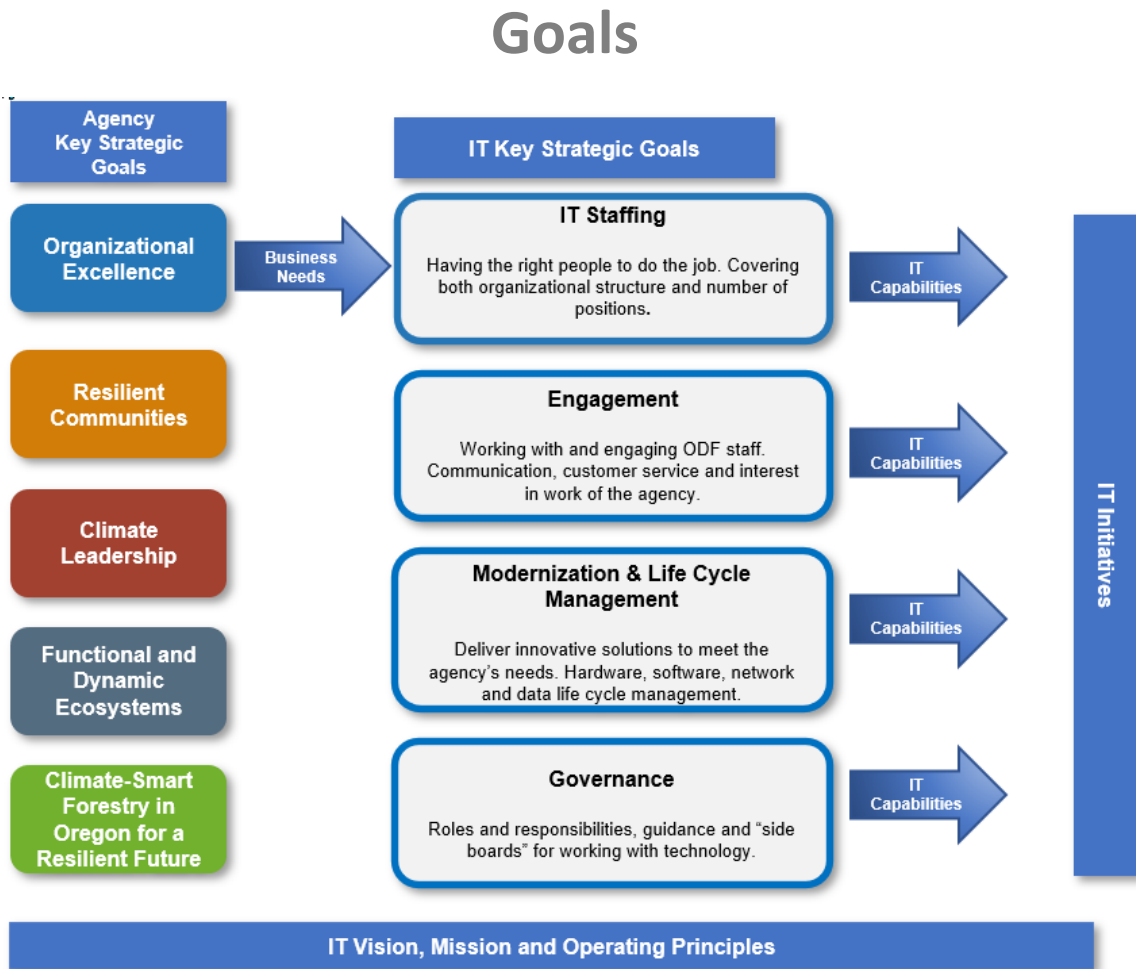 Goals
Agency
Key Strategic
Goals
IT Key Strategic Goals
Organizational
Excellence
Business
Needs
IT Staffing
Having the right people to do the job. Covering
both organizational structure and number of
positions.
IT
Capabilities
Resilient
Communities
Engagement
Working with and engaging ODF staff.
Communication, customer service and interest
in work of the agency.
IT
Capabilities
Climate
Leadership
Modernization & Life Cycle
Management
Deliver innovative solutions to meet the
agency’s needs. Hardware, software, network
and data life cycle management.
IT
Capabilities
Functional and
Dynamic
Ecosystems
Governance
Roles and responsibilities, guidance and “side
boards” for working with technology.
IT
Capabilities
Climate-Smart
Forestry in
Oregon for a
Resilient Future
IT Initiatives
IT Vision, Mission and Operating Principles